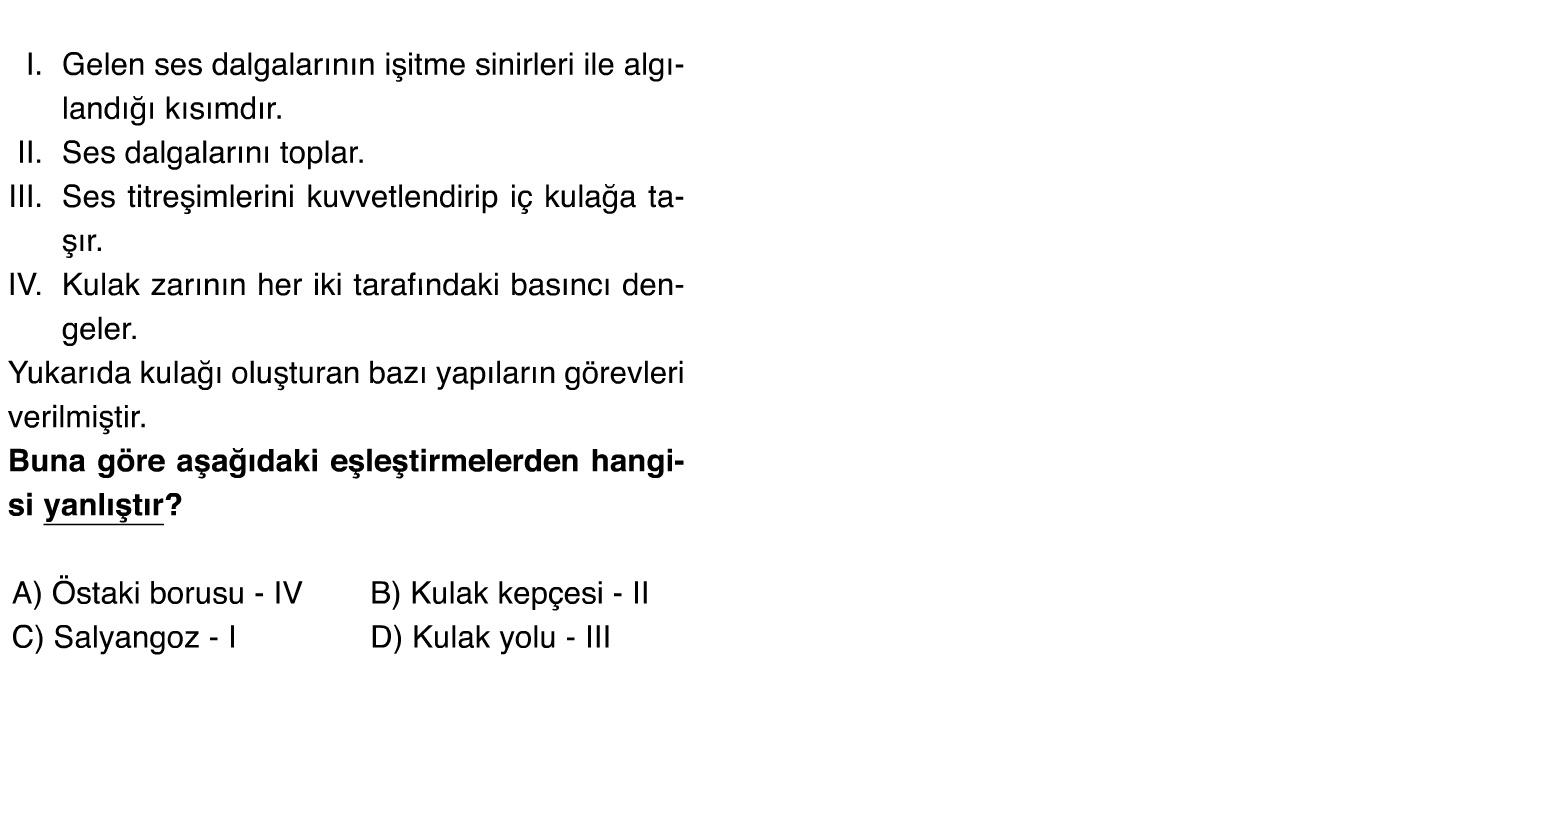 I. Gelen ses dalgalarının işitme sinirleri ile algı-
landığı kısımdır.
II. Ses dalgalarını toplar.
III. Ses titreşimlerini kuvvetlendirip iç kulağa ta-
şır.
IV. Kulak zarının her iki tarafındaki basıncı den-
geler.
Yukarıda kulağı oluşturan bazı yapıların görevleri
verilmiştir.
Buna göre aşağıdaki eşleştirmelerden hangi-
si yanlıştır?
A) Östaki borusu - IV B) Kulak kepçesi - II
C) Salyangoz - I D) Kulak yolu - III